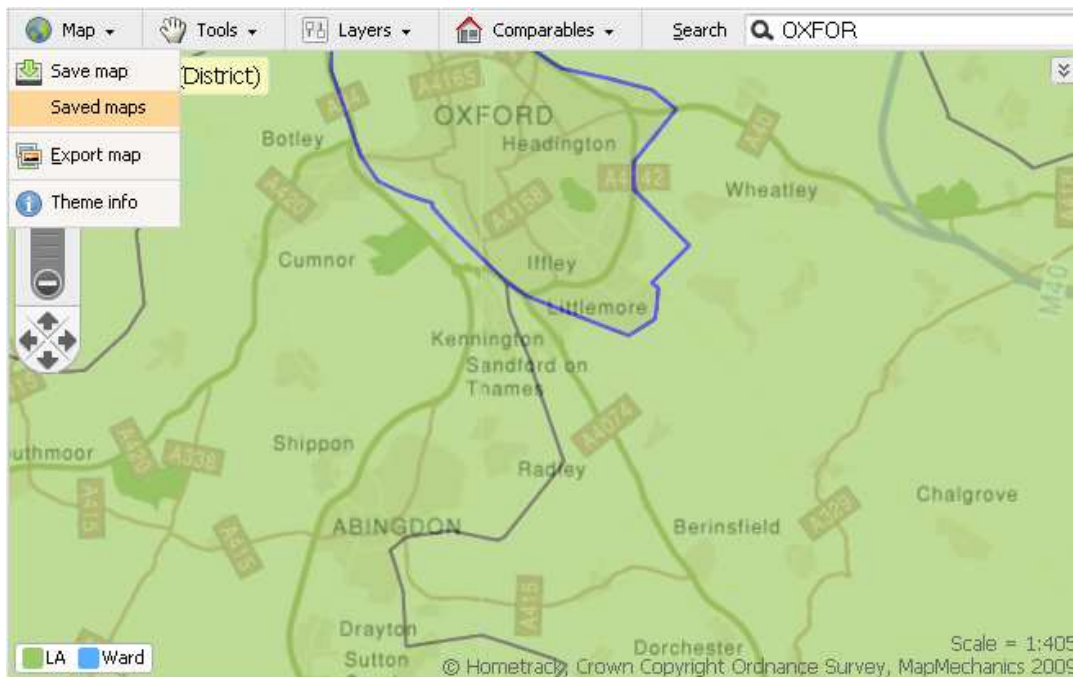 Map Tools Layers Comparables Search OXFOR
Save map
(District)
Saved maps
Export map
Theme info
A4165
OXFORD
Headington
Botley
A40
A420
A4142
Wheatley
A4158
Cumnor
Iffley
M40
Littlemore
Kennington
Sandford on
Thames
A4074
A420
A338
Shippon
uthmoor
Radley
A415
Chalgrove
ABINGDON
Berinsfield
A329
A415
A415
Drayton
Dorchester
Scale = 1:405
LA Ward
Sutton
© Hometrack, Crown Copyright Ordnance Survey, MapMechanics 2009